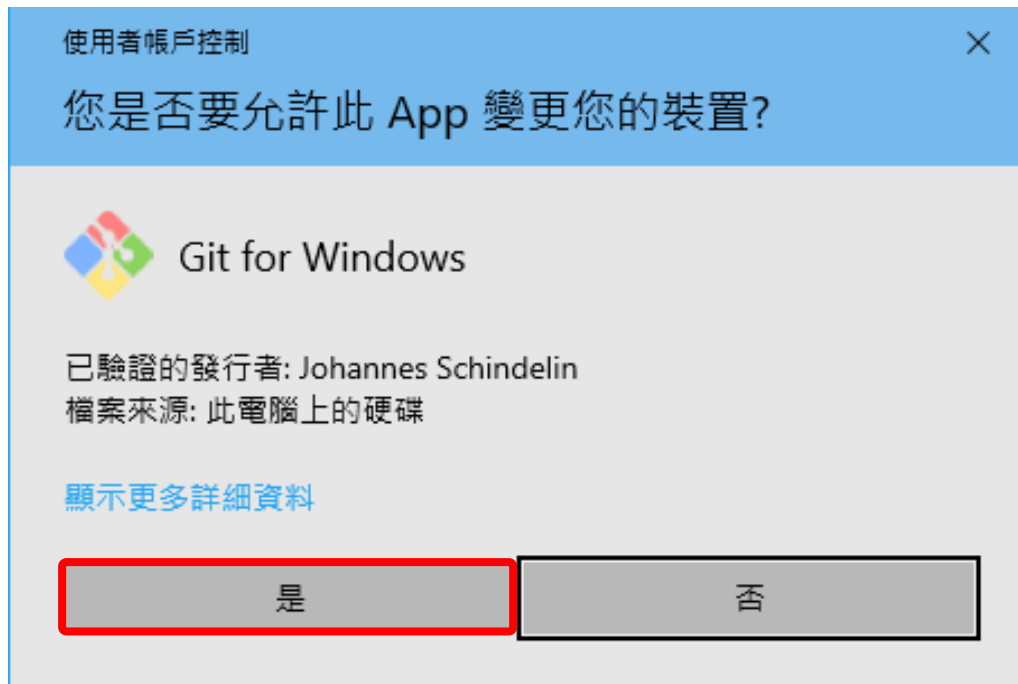 使用者帳戶控制
您是否要允許此 App 變更您的裝置?
Git for Windows
已驗證的發行者: Johannes Schindelin
檔案來源: 此電腦上的硬碟
顯示更多詳細資料
是
否